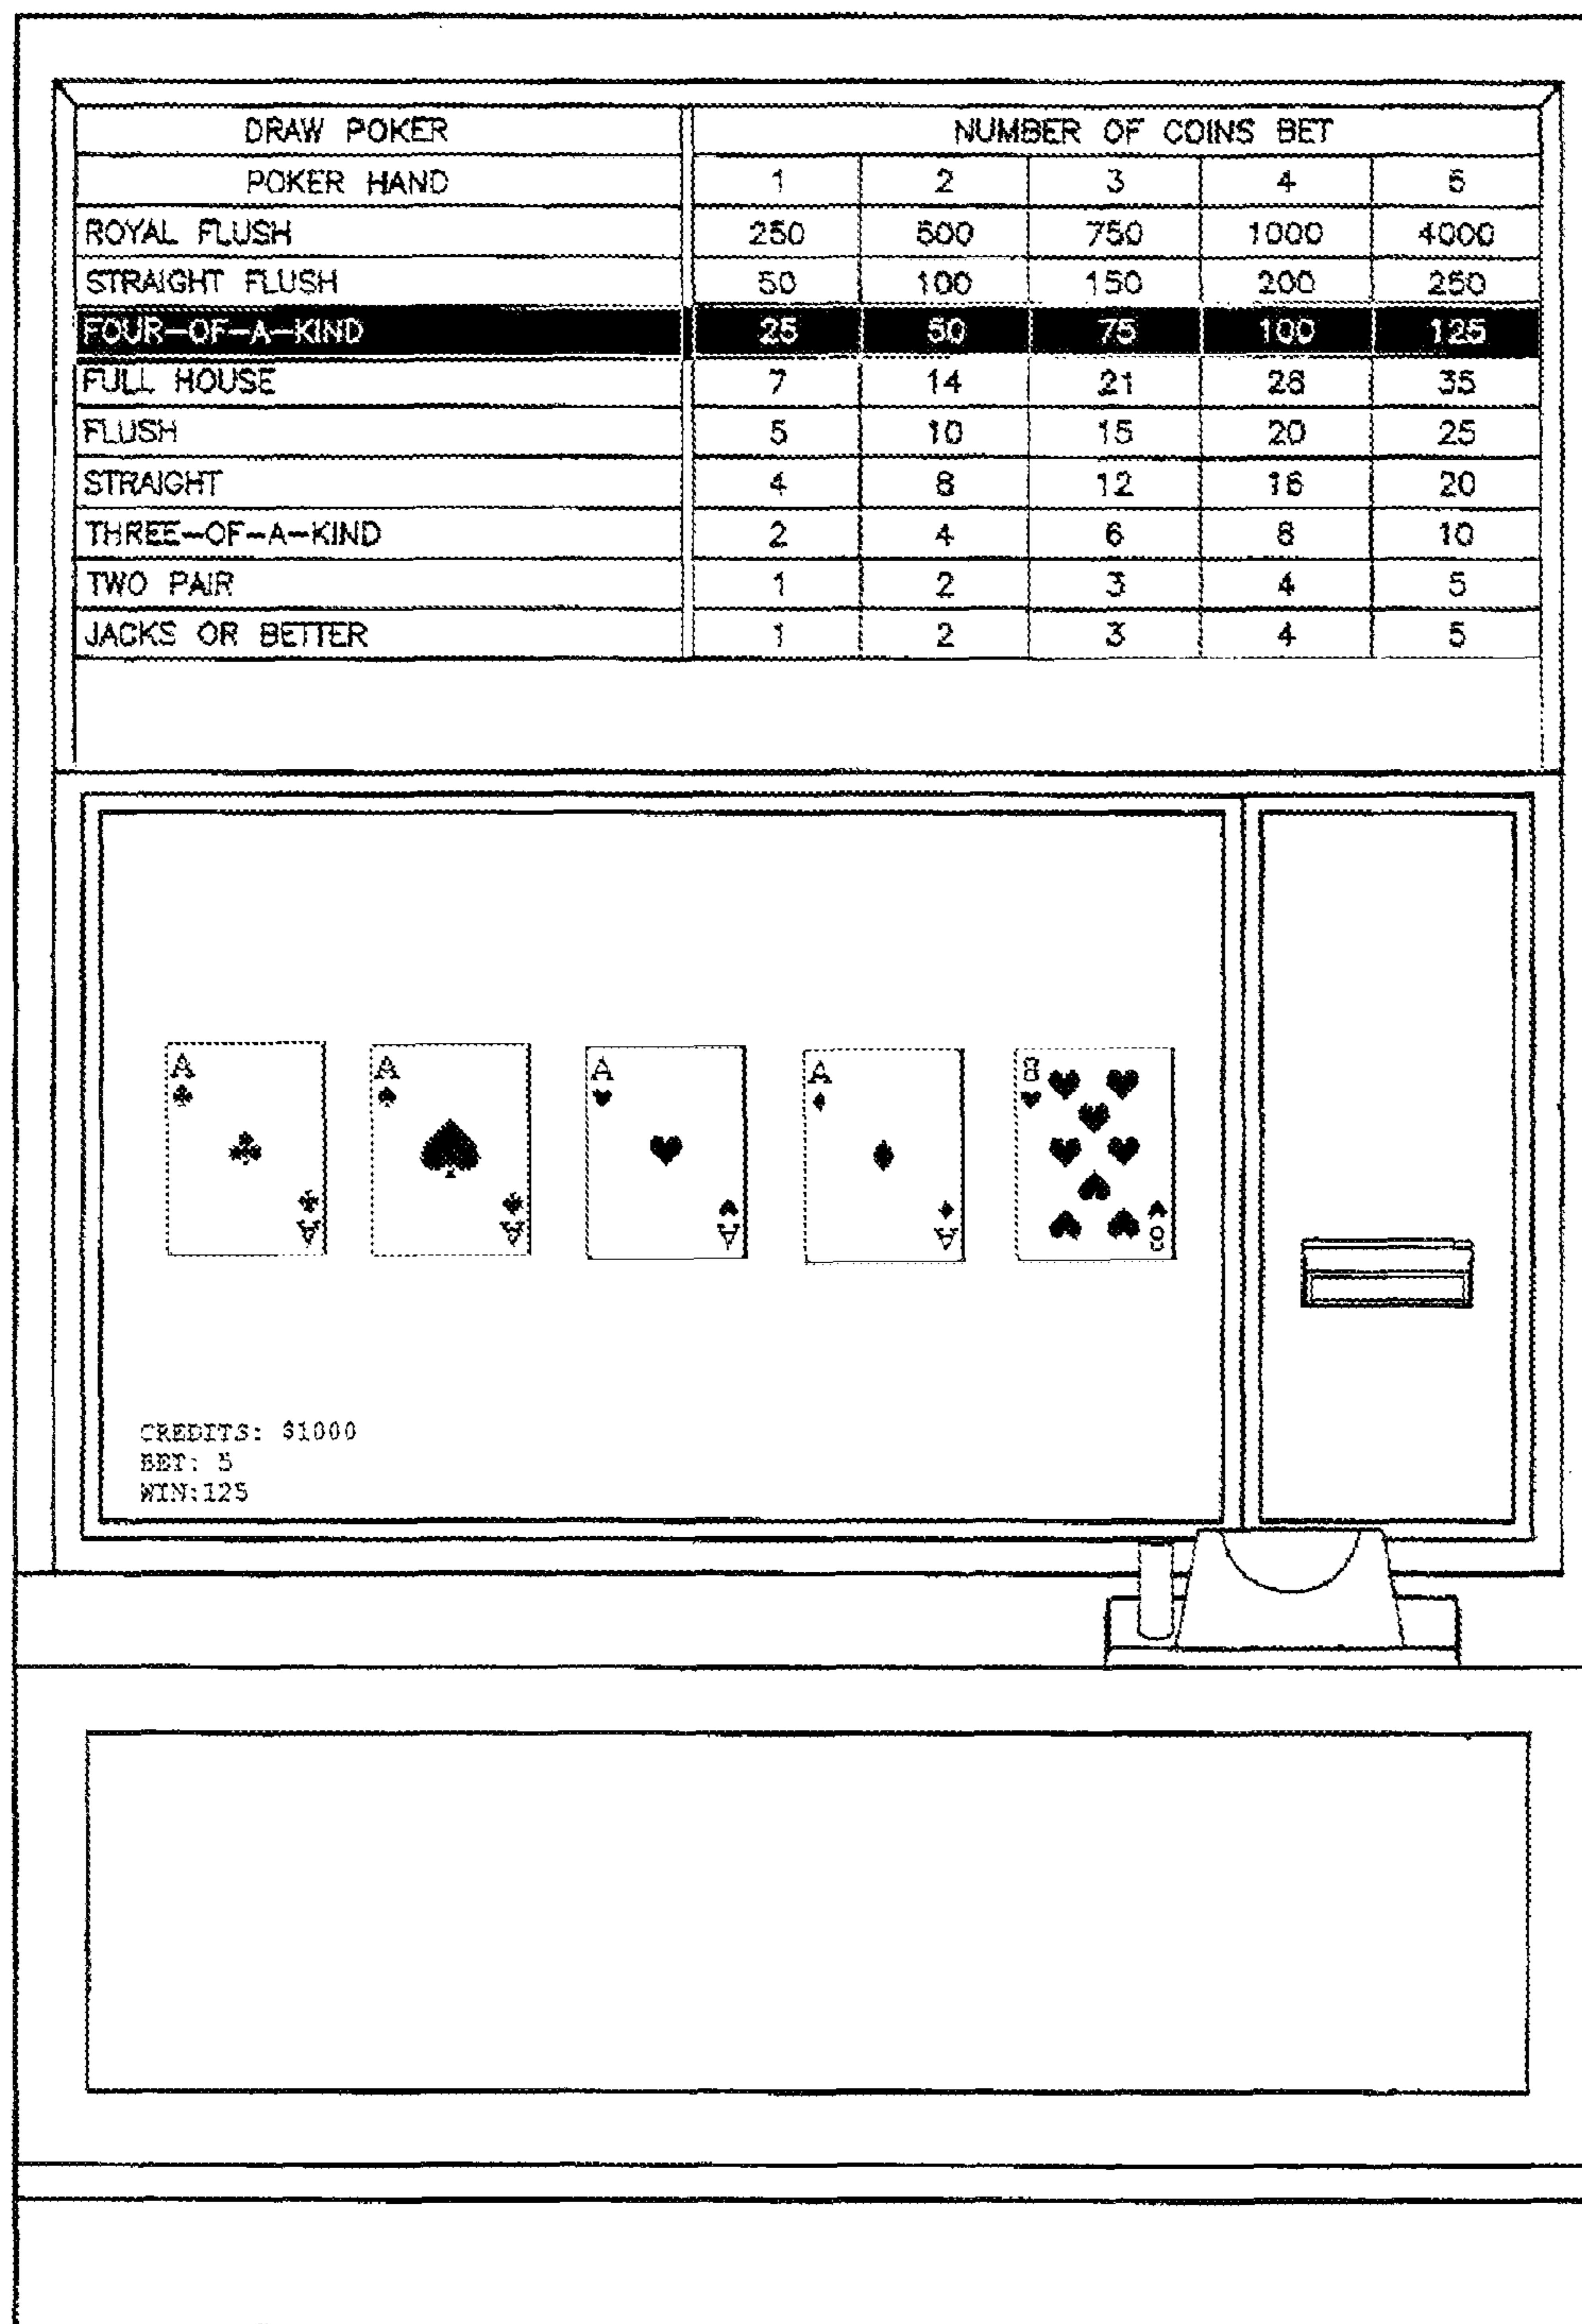 DRAW POKER NUMBER OF COINS BET
POKER HAND 1 2 3 4 5
ROYAL FLUSH 250 500 750 1000 4000
STRAIGHT FLUSH 50 100 150 200 250
FOUR-OF-A-KIND 25 50 75 100 125
FULL HOUSE 7 14 21 28 35
FLUSH 5 10 15 20 25
STRAIGHT 4 8 12 16 20
THREE-OF-A-KIND 2 4 6 8 10
TWO PAIR 1 2 3 4 5
JACKS OR BETTER 1 2 3 4 5
A A A A 8
A A A A 8
CREDITS: $1000
BET: 5
WIN:125